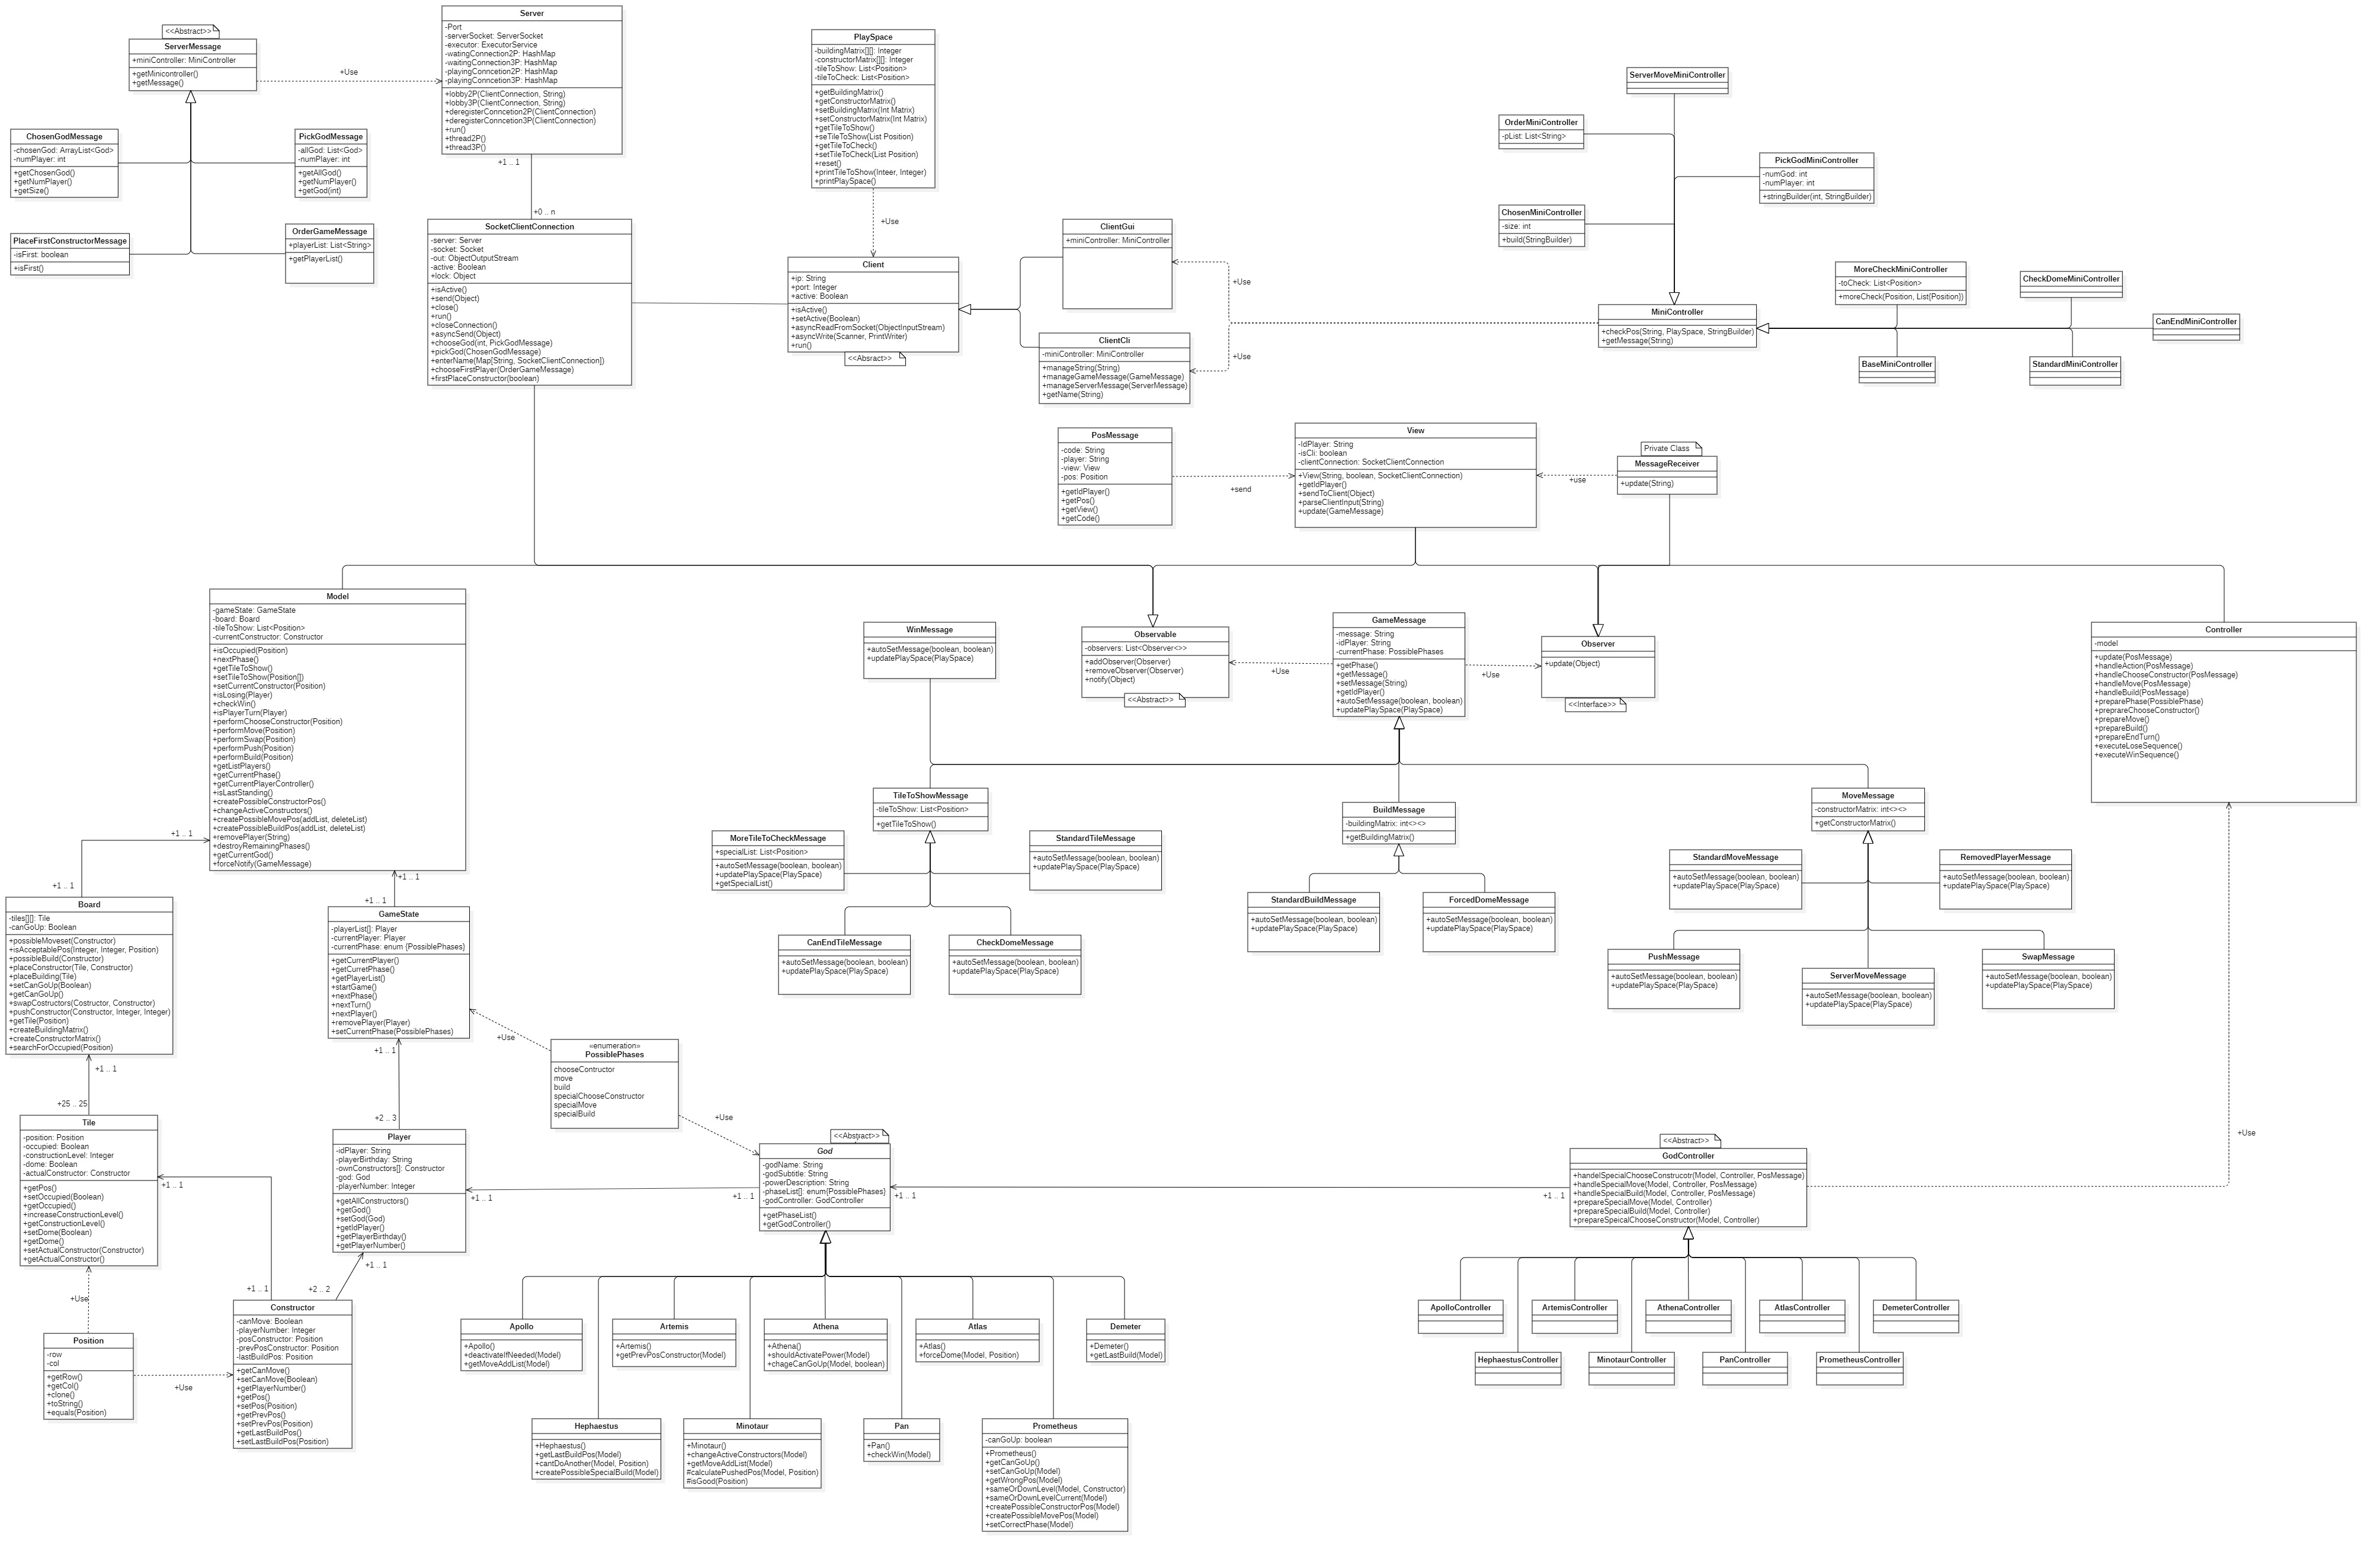 <<Abstract>>
ServerMessage
+miniController: MiniController
+getMinicontroller()
+getMessage()
+Use
ChosenGodMessage
-chosenGod: ArrayList<God>
-numPlayer: int
+getChosenGod()
+getNumPlayer()
+getSize()
PickGodMessage
-allGod: List<God>
-numPlayer: int
+getAllGod()
+getNumPlayer()
+getGod(int)
PlaceFirstConstructorMessage
-isFirst: boolean
+isFirst()
OrderGameMessage
+playerList: List<String>
+getPlayerList()
Server
-Port
-serverSocket: ServerSocket
-executor: ExecutorService
-watingConnection2P: HashMap
-waitingConnection3P: HashMap
-playingConncetion2P: HashMap
-playingConncetion3P: HashMap
+lobby2P(ClientConnection, String)
+lobby3P(ClientConnection, String)
+deregisterConncetion2P(ClientConnection)
+deregisterConncetion3P(ClientConnection)
+run()
+thread2P()
+thread3P()
+1 .. 1
+0 .. n
SocketClientConnection
-server: Server
-socket: Socket
-out: ObjectOutputStream
-active: Boolean
+lock: Object
+isActive()
+send(Object)
+close()
+run()
+closeConnection()
+asyncSend(Object)
+chooseGod(int, PickGodMessage)
+pickGod(ChosenGodMessage)
+enterName(Map[String, SocketClientConnection])
+chooseFirstPlayer(OrderGameMessage)
+firstPlaceConstructor(boolean)
PlaySpace
-buildingMatrix[][]: Integer
-constructorMatrix[][]: Integer
-tileToShow: List<Position>
-tileToCheck: List<Position>
+getBuildingMatrix()
+getConstructorMatrix()
+setBuildingMatrix(Int Matrix)
+setConstructorMatrix(Int Matrix)
+getTileToShow()
+seTileToShow(List Position)
+getTileToCheck()
+setTileToCheck(List Position)
+reset()
+printTileToShow(Inteer, Integer)
+printPlaySpace()
+Use
Client
+ip: String
+port: Integer
+active: Boolean
+isActive()
+setActive(Boolean)
+asyncReadFromSocket(ObjectInputStream)
+asyncWrite(Scanner, PrintWriter)
+run()
<<Absract>>
ClientGui
+miniController: MiniController
+Use
ClientCli
-miniController: MiniController
+manageString(String)
+manageGameMessage(GameMessage)
+manageServerMessage(ServerMessage)
+getName(String)
+Use
ServerMoveMiniController
OrderMiniController
-pList: List<String>
PickGodMiniController
-numGod: int
-numPlayer: int
+stringBuilder(int, StringBuilder)
ChosenMiniController
-size: int
+build(StringBuilder)
MiniController
+checkPos(String, PlaySpace, StringBuilder)
+getMessage(String)
MoreCheckMiniController
-toCheck: List<Position>
+moreCheck(Position, List[Position})
CheckDomeMiniController
CanEndMiniController
BaseMiniController
StandardMiniController
PosMessage
-code: String
-player: String
-view: View
-pos: Position
+getIdPlayer()
+getPos()
+getView()
+getCode()
+send
View
-IdPlayer: String
-isCli: boolean
-clientConnection: SocketClientConnection
+View(String, boolean, SocketClientConnection)
+getIdPlayer()
+sendToClient(Object)
+parseClientInput(String)
+update(GameMessage)
+use
Private Class
MessageReceiver
+update(String)
Model
-gameState: GameState
-board: Board
-tileToShow: List<Position>
-currentConstructor: Constructor
+isOccupied(Position)
+nextPhase()
+getTileToShow()
+setTileToShow(Position[])
+setCurrentConstructor(Position)
+isLosing(Player)
+checkWin()
+isPlayerTurn(Player)
+performChooseConstructor(Position)
+performMove(Position)
+performSwap(Position)
+performPush(Position)
+performBuild(Position)
+getListPlayers()
+getCurrentPhase()
+getCurrentPlayerController()
+isLastStanding()
+createPossibleConstructorPos()
+changeActiveConstructors()
+createPossibleMovePos(addList, deleteList)
+createPossibleBuildPos(addList, deleteList)
+removePlayer(String)
+destroyRemainingPhases()
+getCurrentGod()
+forceNotify(GameMessage)
WinMessage
+autoSetMessage(boolean, boolean)
+updatePlaySpace(PlaySpace)
Observable
-observers: List<Observer<>>
+addObserver(Observer)
+removeObserver(Observer)
+notify(Object)
<<Abstract>>
+Use
GameMessage
-message: String
-idPlayer: String
-currentPhase: PossiblePhases
+getPhase()
+getMessage()
+setMessage(String)
+getIdPlayer()
+autoSetMessage(boolean, boolean)
+updatePlaySpace(PlaySpace)
+Use
Observer
+update(Object)
<<Interface>>
Controller
-model
+update(PosMessage)
+handleAction(PosMessage)
+handleChooseConstructor(PosMessage)
+handleMove(PosMessage)
+handleBuild(PosMessage)
+preparePhase(PossiblePhase)
+preprareChooseConstructor()
+prepareMove()
+prepareBuild()
+prepareEndTurn()
+executeLoseSequence()
+executeWinSequence()
TileToShowMessage
-tileToShow: List<Position>
+getTileToShow()
BuildMessage
-buildingMatrix: int<><>
+getBuildingMatrix()
MoveMessage
-constructorMatrix: int<><>
+getConstructorMatrix()
MoreTileToCheckMessage
+specialList: List<Position>
+autoSetMessage(boolean, boolean)
+updatePlaySpace(PlaySpace)
+getSpecialList()
StandardTileMessage
+autoSetMessage(boolean, boolean)
+updatePlaySpace(PlaySpace)
CanEndTileMessage
+autoSetMessage(boolean, boolean)
+updatePlaySpace(PlaySpace)
CheckDomeMessage
+autoSetMessage(boolean, boolean)
+updatePlaySpace(PlaySpace)
StandardBuildMessage
+autoSetMessage(boolean, boolean)
+updatePlaySpace(PlaySpace)
ForcedDomeMessage
+autoSetMessage(boolean, boolean)
+updatePlaySpace(PlaySpace)
StandardMoveMessage
+autoSetMessage(boolean, boolean)
+updatePlaySpace(PlaySpace)
RemovedPlayerMessage
+autoSetMessage(boolean, boolean)
+updatePlaySpace(PlaySpace)
PushMessage
+autoSetMessage(boolean, boolean)
+updatePlaySpace(PlaySpace)
ServerMoveMessage
+autoSetMessage(boolean, boolean)
+updatePlaySpace(PlaySpace)
SwapMessage
+autoSetMessage(boolean, boolean)
+updatePlaySpace(PlaySpace)
+1 .. 1
+1 .. 1
+1 .. 1
+1 .. 1
Board
-tiles[][]: Tile
-canGoUp: Boolean
+possibleMoveset(Constructor)
+isAcceptablePos(Integer, Integer, Position)
+possibleBuild(Constructor)
+placeConstructor(Tile, Constructor)
+placeBuilding(Tile)
+setCanGoUp(Boolean)
+getCanGoUp()
+swapCostructors(Costructor, Constructor)
+pushConstructor(Constructor, Integer, Integer)
+getTile(Position)
+createBuildingMatrix()
+createConstructorMatrix()
+searchForOccupied(Position)
GameState
-playerList[]: Player
-currentPlayer: Player
-currentPhase: enum {PossiblePhases}
+getCurrentPlayer()
+getCurretPhase()
+getPlayerList()
+startGame()
+nextPhase()
+nextTurn()
+nextPlayer()
+removePlayer(Player)
+setCurrentPhase(PossiblePhases)
+Use
«enumeration»
PossiblePhases
chooseContructor
move
build
specialChooseConstructor
specialMove
specialBuild
+Use
+1 .. 1
+25 .. 25
+1 .. 1
+2 .. 3
Tile
-position: Position
-occupied: Boolean
-constructionLevel: Integer
-dome: Boolean
-actualConstructor: Constructor
+getPos()
+setOccupied(Boolean)
+getOccupied()
+increaseConstructionLevel()
+getConstructionLevel()
+setDome(Boolean)
+getDome()
+setActualConstructor(Constructor)
+getActualConstructor()
+1 .. 1
Player
-idPlayer: String
-playerBirthday: String
-ownConstructors[]: Constructor
-god: God
-playerNumber: Integer
+getAllConstructors()
+getGod()
+setGod(God)
+getIdPlayer()
+getPlayerBirthday()
+getPlayerNumber()
+1 .. 1
+1 .. 1
<<Abstract>>
God
-godName: String
-godSubtitle: String
-powerDescription: String
-phaseList[]: enum{PossiblePhases}
-godController: GodController
+getPhaseList()
+getGodController()
+1 .. 1
+1 .. 1
<<Abstract>>
GodController
+handelSpecialChooseConstrucotr(Model, Controller, PosMessage)
+handleSpecialMove(Model, Controller, PosMessage)
+handleSpecialBuild(Model, Controller, PosMessage)
+prepareSpecialMove(Model, Controller)
+prepareSpecialBuild(Model, Controller)
+prepareSpeicalChooseConstructor(Model, Controller)
+Use
+1 .. 1
+1 .. 1
+2 .. 2
+Use
Position
-row
-col
+getRow()
+getCol()
+clone()
+toString()
+equals(Position)
+Use
Constructor
-canMove: Boolean
-playerNumber: Integer
-posConstructor: Position
-prevPosConstructor: Position
-lastBuildPos: Position
+getCanMove()
+setCanMove(Boolean)
+getPlayerNumber()
+getPos()
+setPos(Position)
+getPrevPos()
+setPrevPos(Position)
+getLastBuildPos()
+setLastBuildPos(Position)
Apollo
+Apollo()
+deactivateIfNeeded(Model)
+getMoveAddList(Model)
Artemis
+Artemis()
+getPrevPosConstructor(Model)
Athena
+Athena()
+shouldActivatePower(Model)
+chageCanGoUp(Model, boolean)
Atlas
+Atlas()
+forceDome(Model, Position)
Demeter
+Demeter()
+getLastBuild(Model)
Hephaestus
+Hephaestus()
+getLastBuildPos(Model)
+cantDoAnother(Model, Position)
+createPossibleSpecialBuild(Model)
Minotaur
+Minotaur()
+changeActiveConstructors(Model)
+getMoveAddList(Model)
#calculatePushedPos(Model, Position)
#isGood(Position)
Pan
+Pan()
+checkWin(Model)
Prometheus
-canGoUp: boolean
+Prometheus()
+getCanGoUp()
+setCanGoUp(Model)
+getWrongPos(Model)
+sameOrDownLevel(Model, Constructor)
+sameOrDownLevelCurrent(Model)
+createPossibleConstructorPos(Model)
+createPossibleMovePos(Model)
+setCorrectPhase(Model)
ApolloController
ArtemisController
AthenaController
AtlasController
DemeterController
HephaestusController
MinotaurController
PanController
PrometheusController